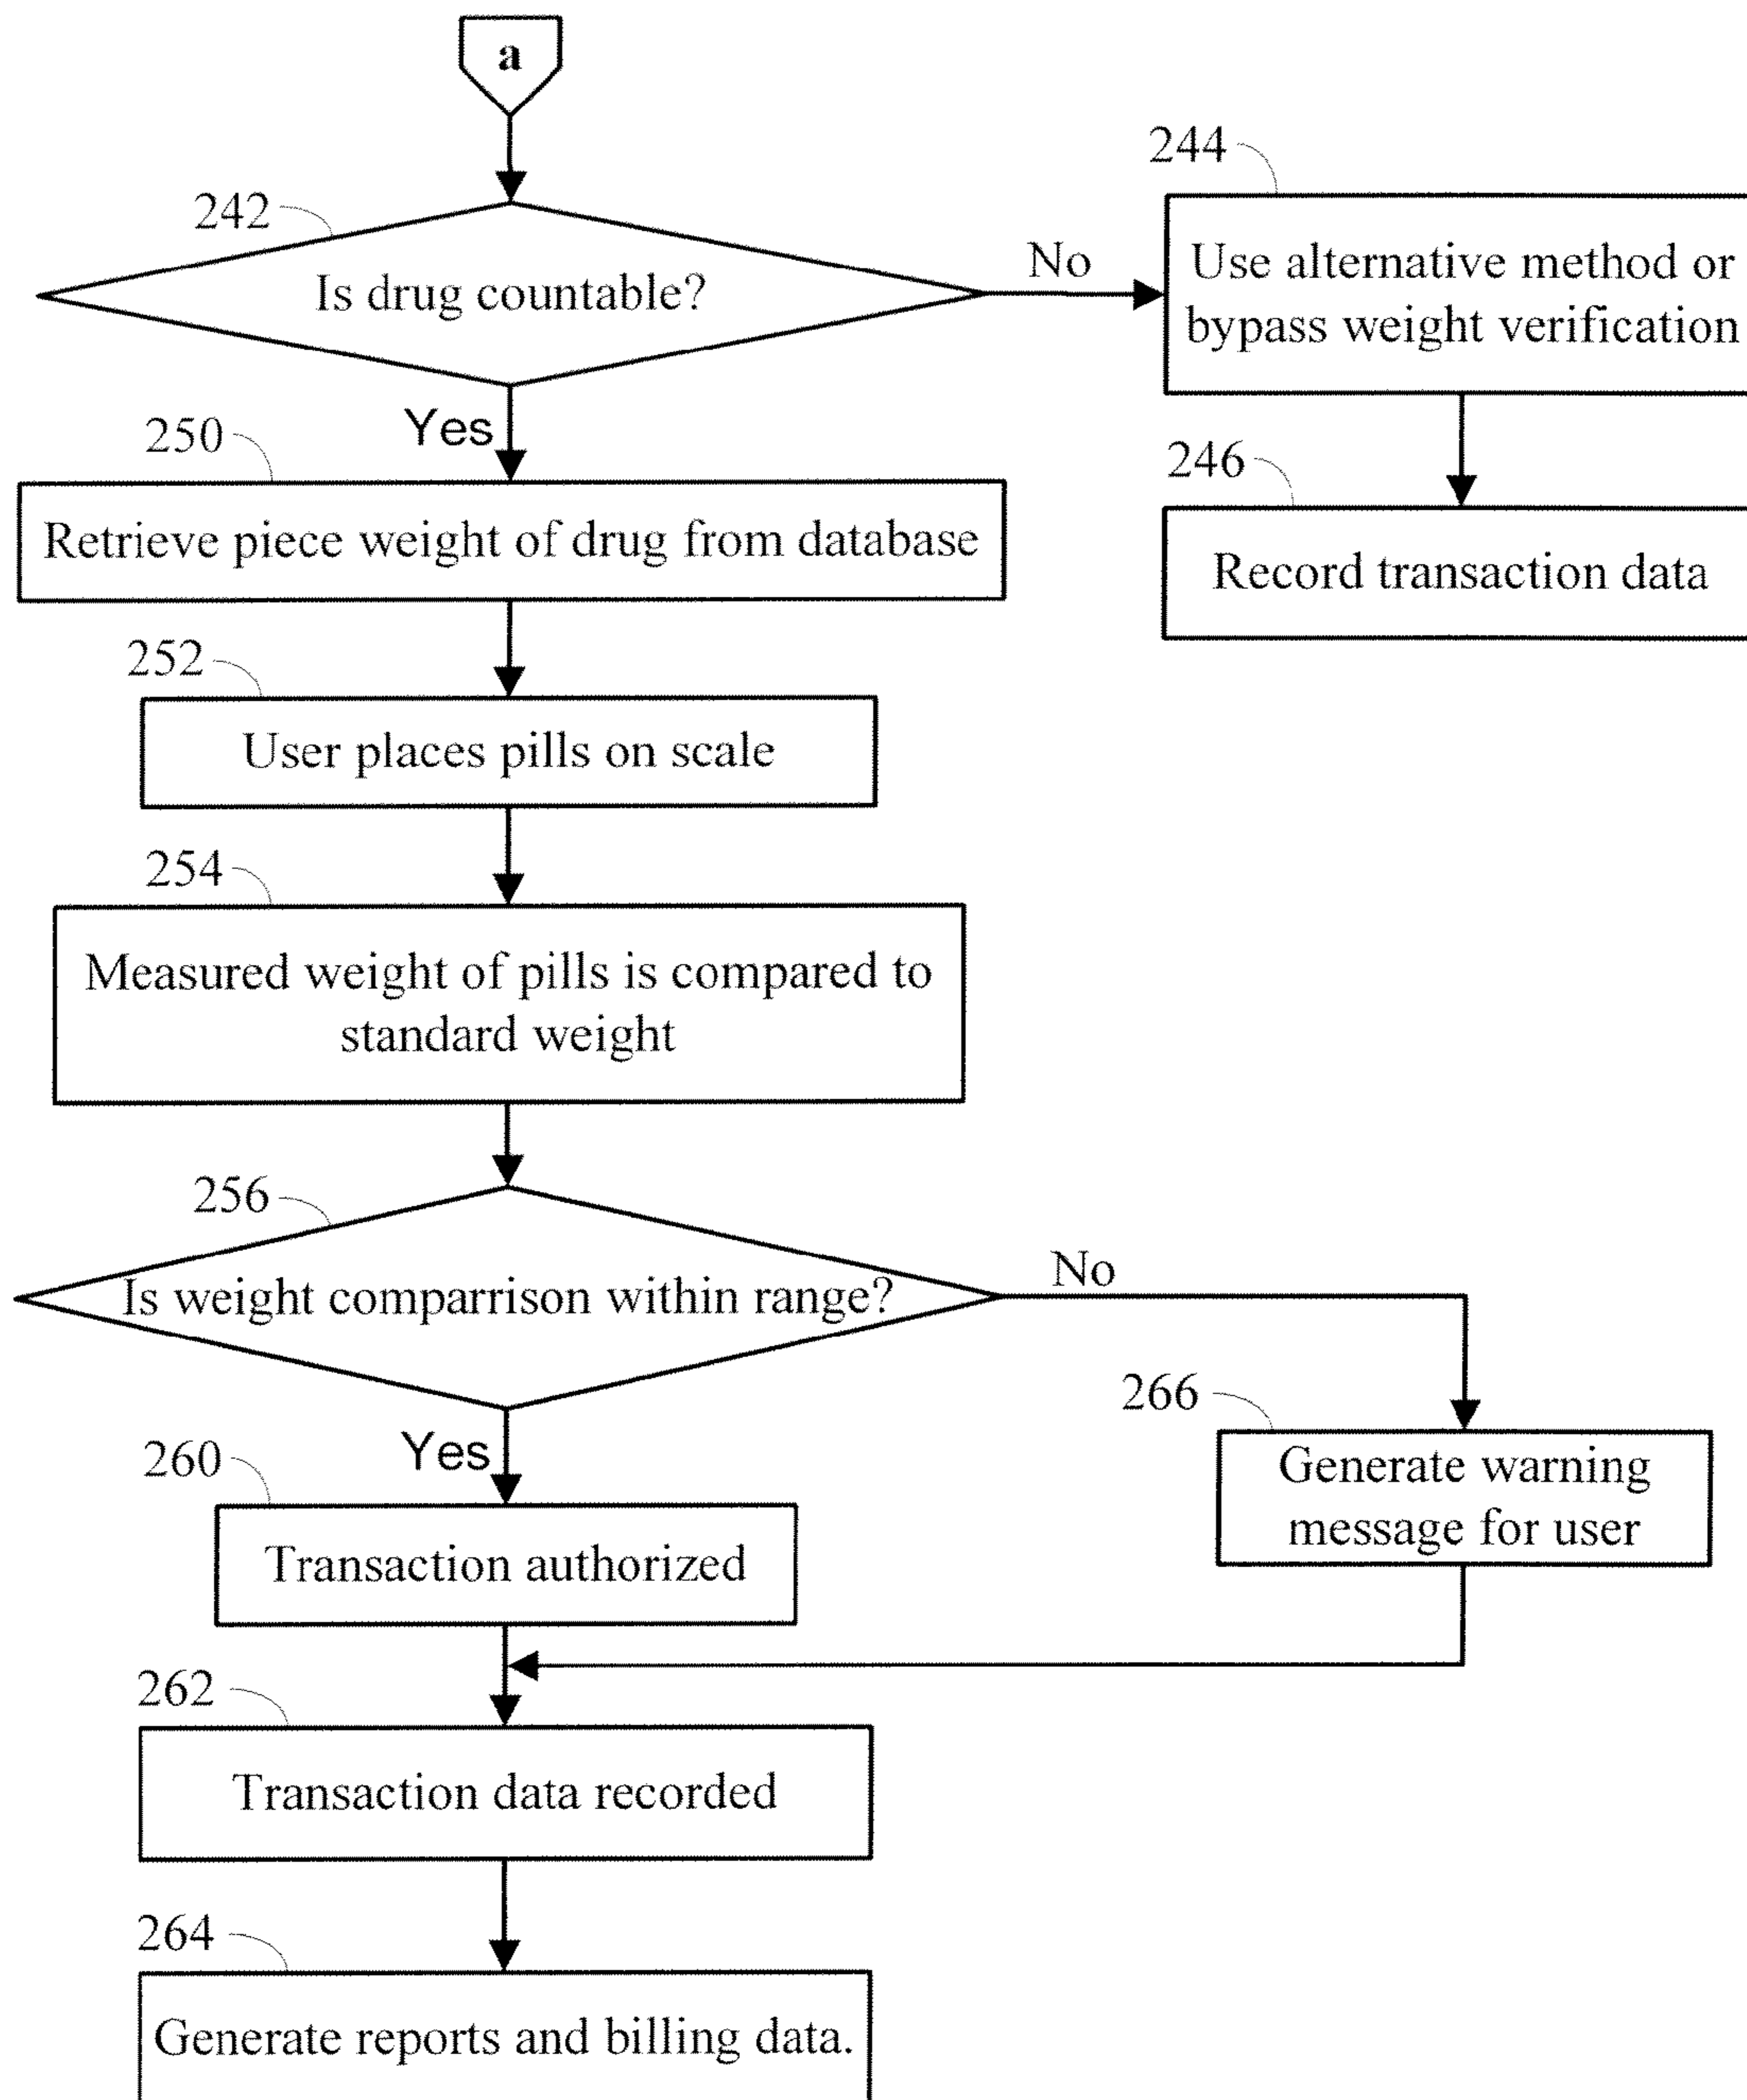 a
242
Is drug countable?
No
244
Use alternative method or
bypass weight verification
Yes
250
Retrieve piece weight of drug from database
246
Record transaction data
252
User places pills on scale
254
Measured weight of pills is compared to
standard weight
256
Is weight comparrison within range?
No
266
Generate warning
message for user
Yes
260
Transaction authorized
262
Transaction data recorded
264
Generate reports and billing data.